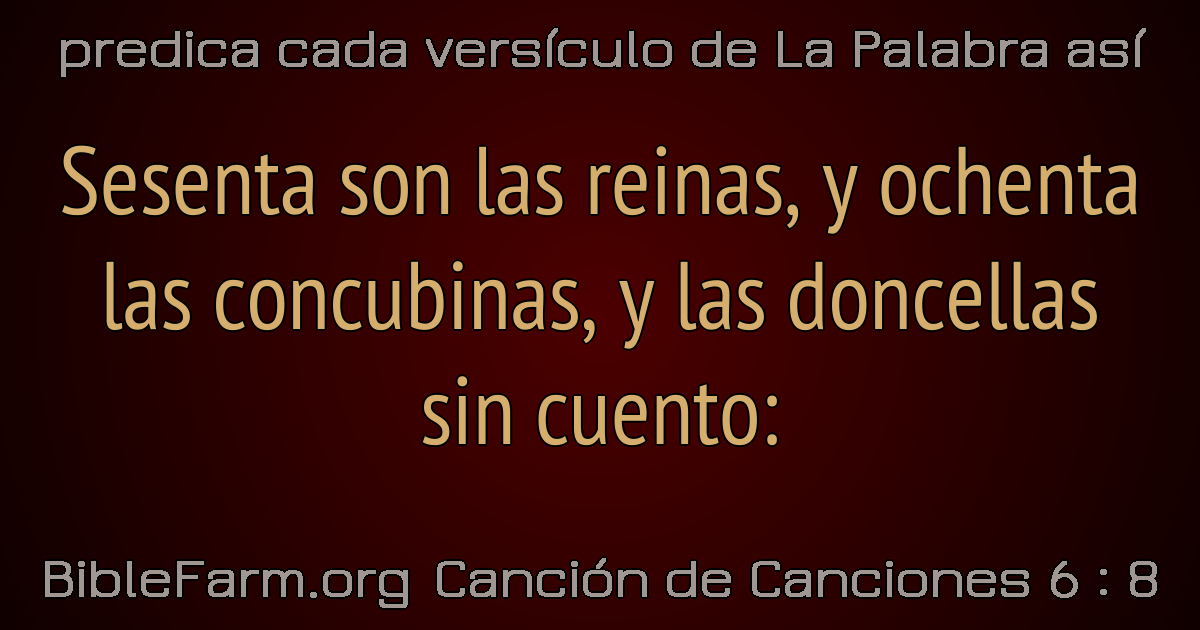 predica cada versículo de La Palabra así
Sesenta son las reinas, y ochenta
las concubinas, y las doncellas
sin cuento:
BibleFarm.org Canción de Canciones 6 : 8